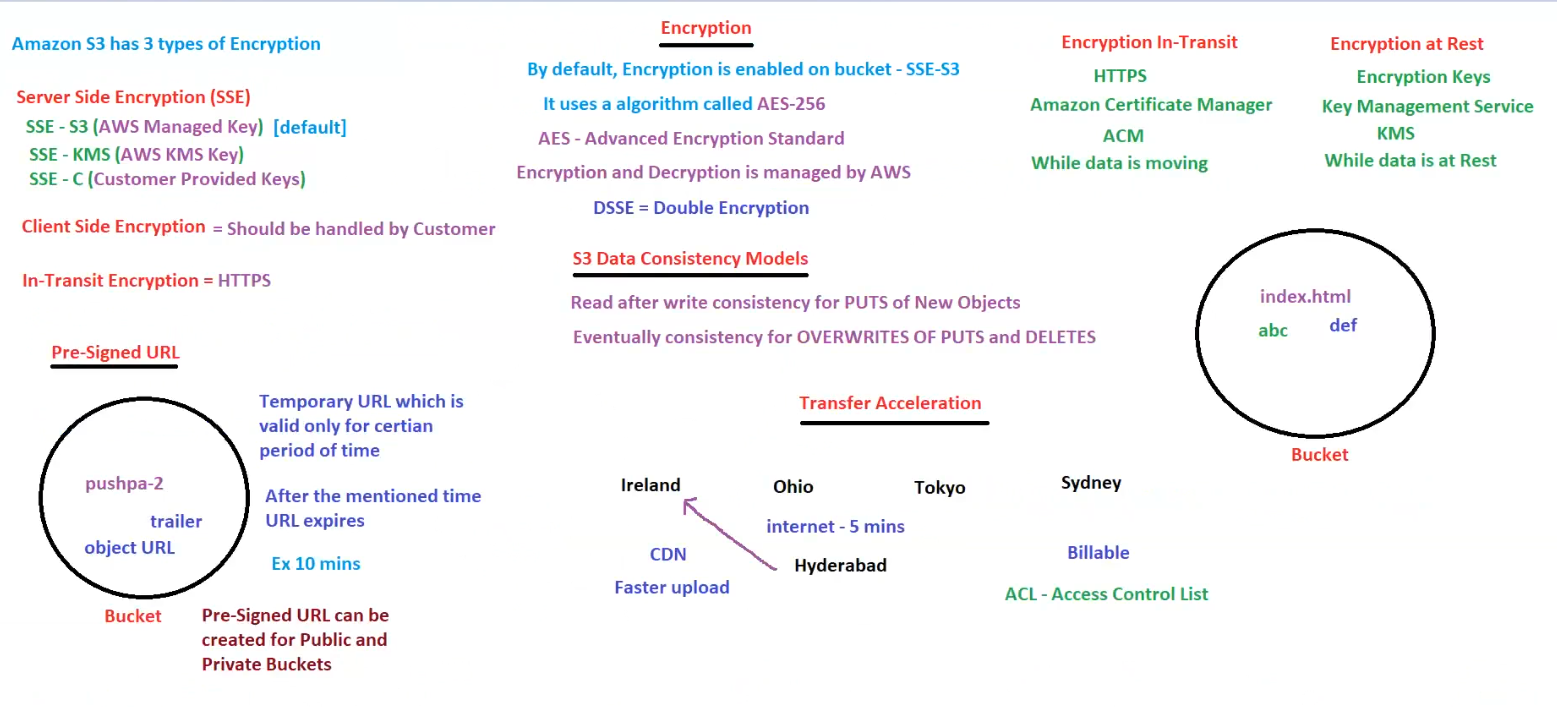 Amazon S3 has 3 types of Encryption
Server Side Encryption (SSE)
SSE - S3 (AWS Managed Key) [default]
SSE - KMS (AWS KMS Key)
SSE - C (Customer Provided Keys)
Client Side Encryption = Should be handled by Customer
In-Transit Encryption = HTTPS
Encryption
By default, Encryption is enabled on bucket - SSE-S3
It uses a algorithm called AES-256
AES - Advanced Encryption Standard
Encryption and Decryption is managed by AWS
DSSE = Double Encryption
Encryption In-Transit
HTTPS
Amazon Certificate Manager
ACM
While data is moving
Encryption at Rest
Encryption Keys
Key Management Service
KMS
While data is at Rest
S3 Data Consistency Models
Read after write consistency for PUTS of New Objects
Eventually consistency for OVERWRITES OF PUTS and DELETES
index.html
abc def
Bucket
Pre-Signed URL
pushpa-2
trailer
object URL
Bucket
Temporary URL which is
valid only for certian
period of time
After the mentioned time
URL expires
Ex 10 mins
Pre-Signed URL can be
created for Public and
Private Buckets
Transfer Acceleration
Ireland Ohio Tokyo Sydney
internet - 5 mins
CDN
Hyderabad
Faster upload
Billable
ACL - Access Control List